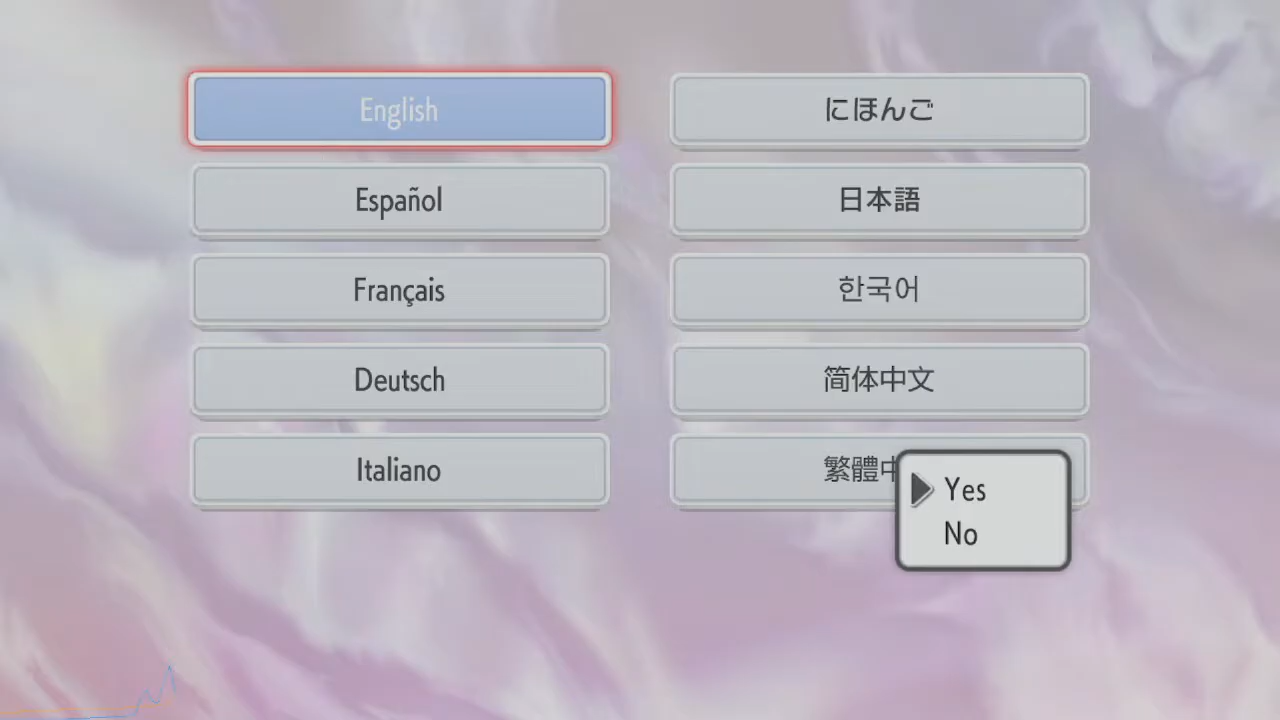 English
Español
Français
Deutsch
Italiano
にほんご
日本語
한국어
简体中文
繁體中
Yes
No